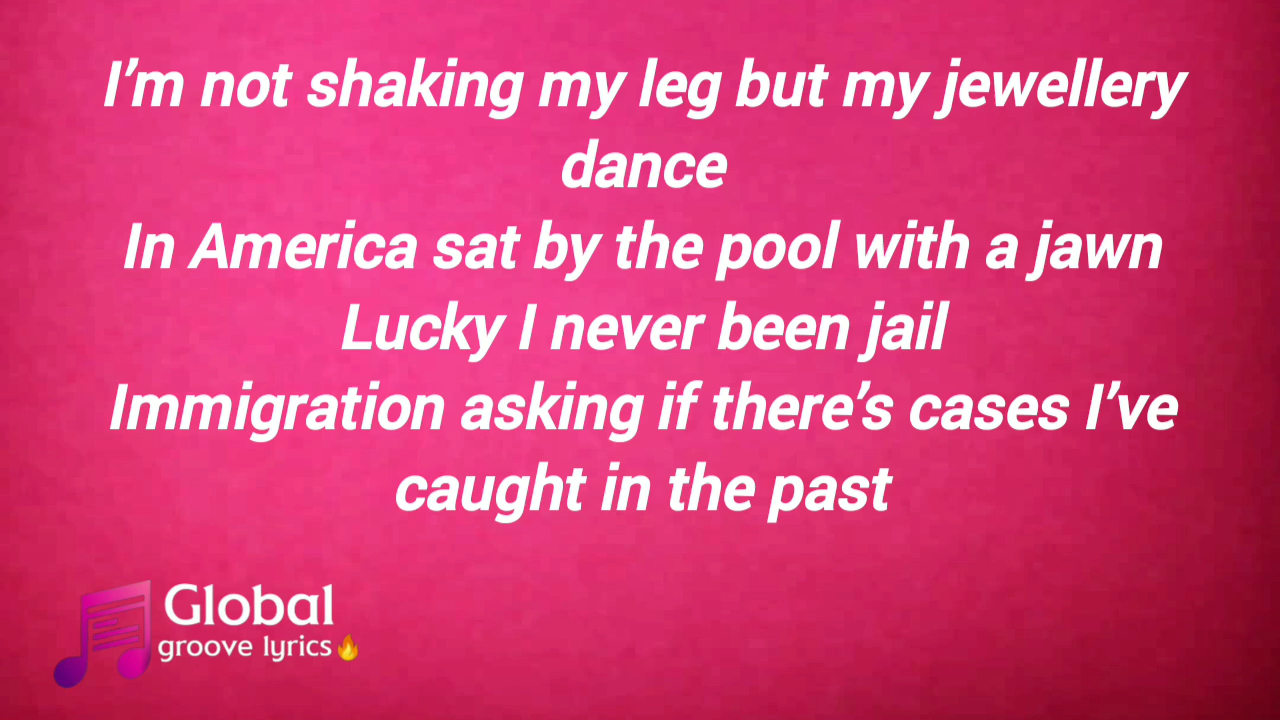 I’m not shaking my leg but my jewellery
dance
In America sat by the pool with a jawn
Lucky I never been jail
Immigration asking if there’s cases I’ve
caught in the past
Global
groove lyrics🔥